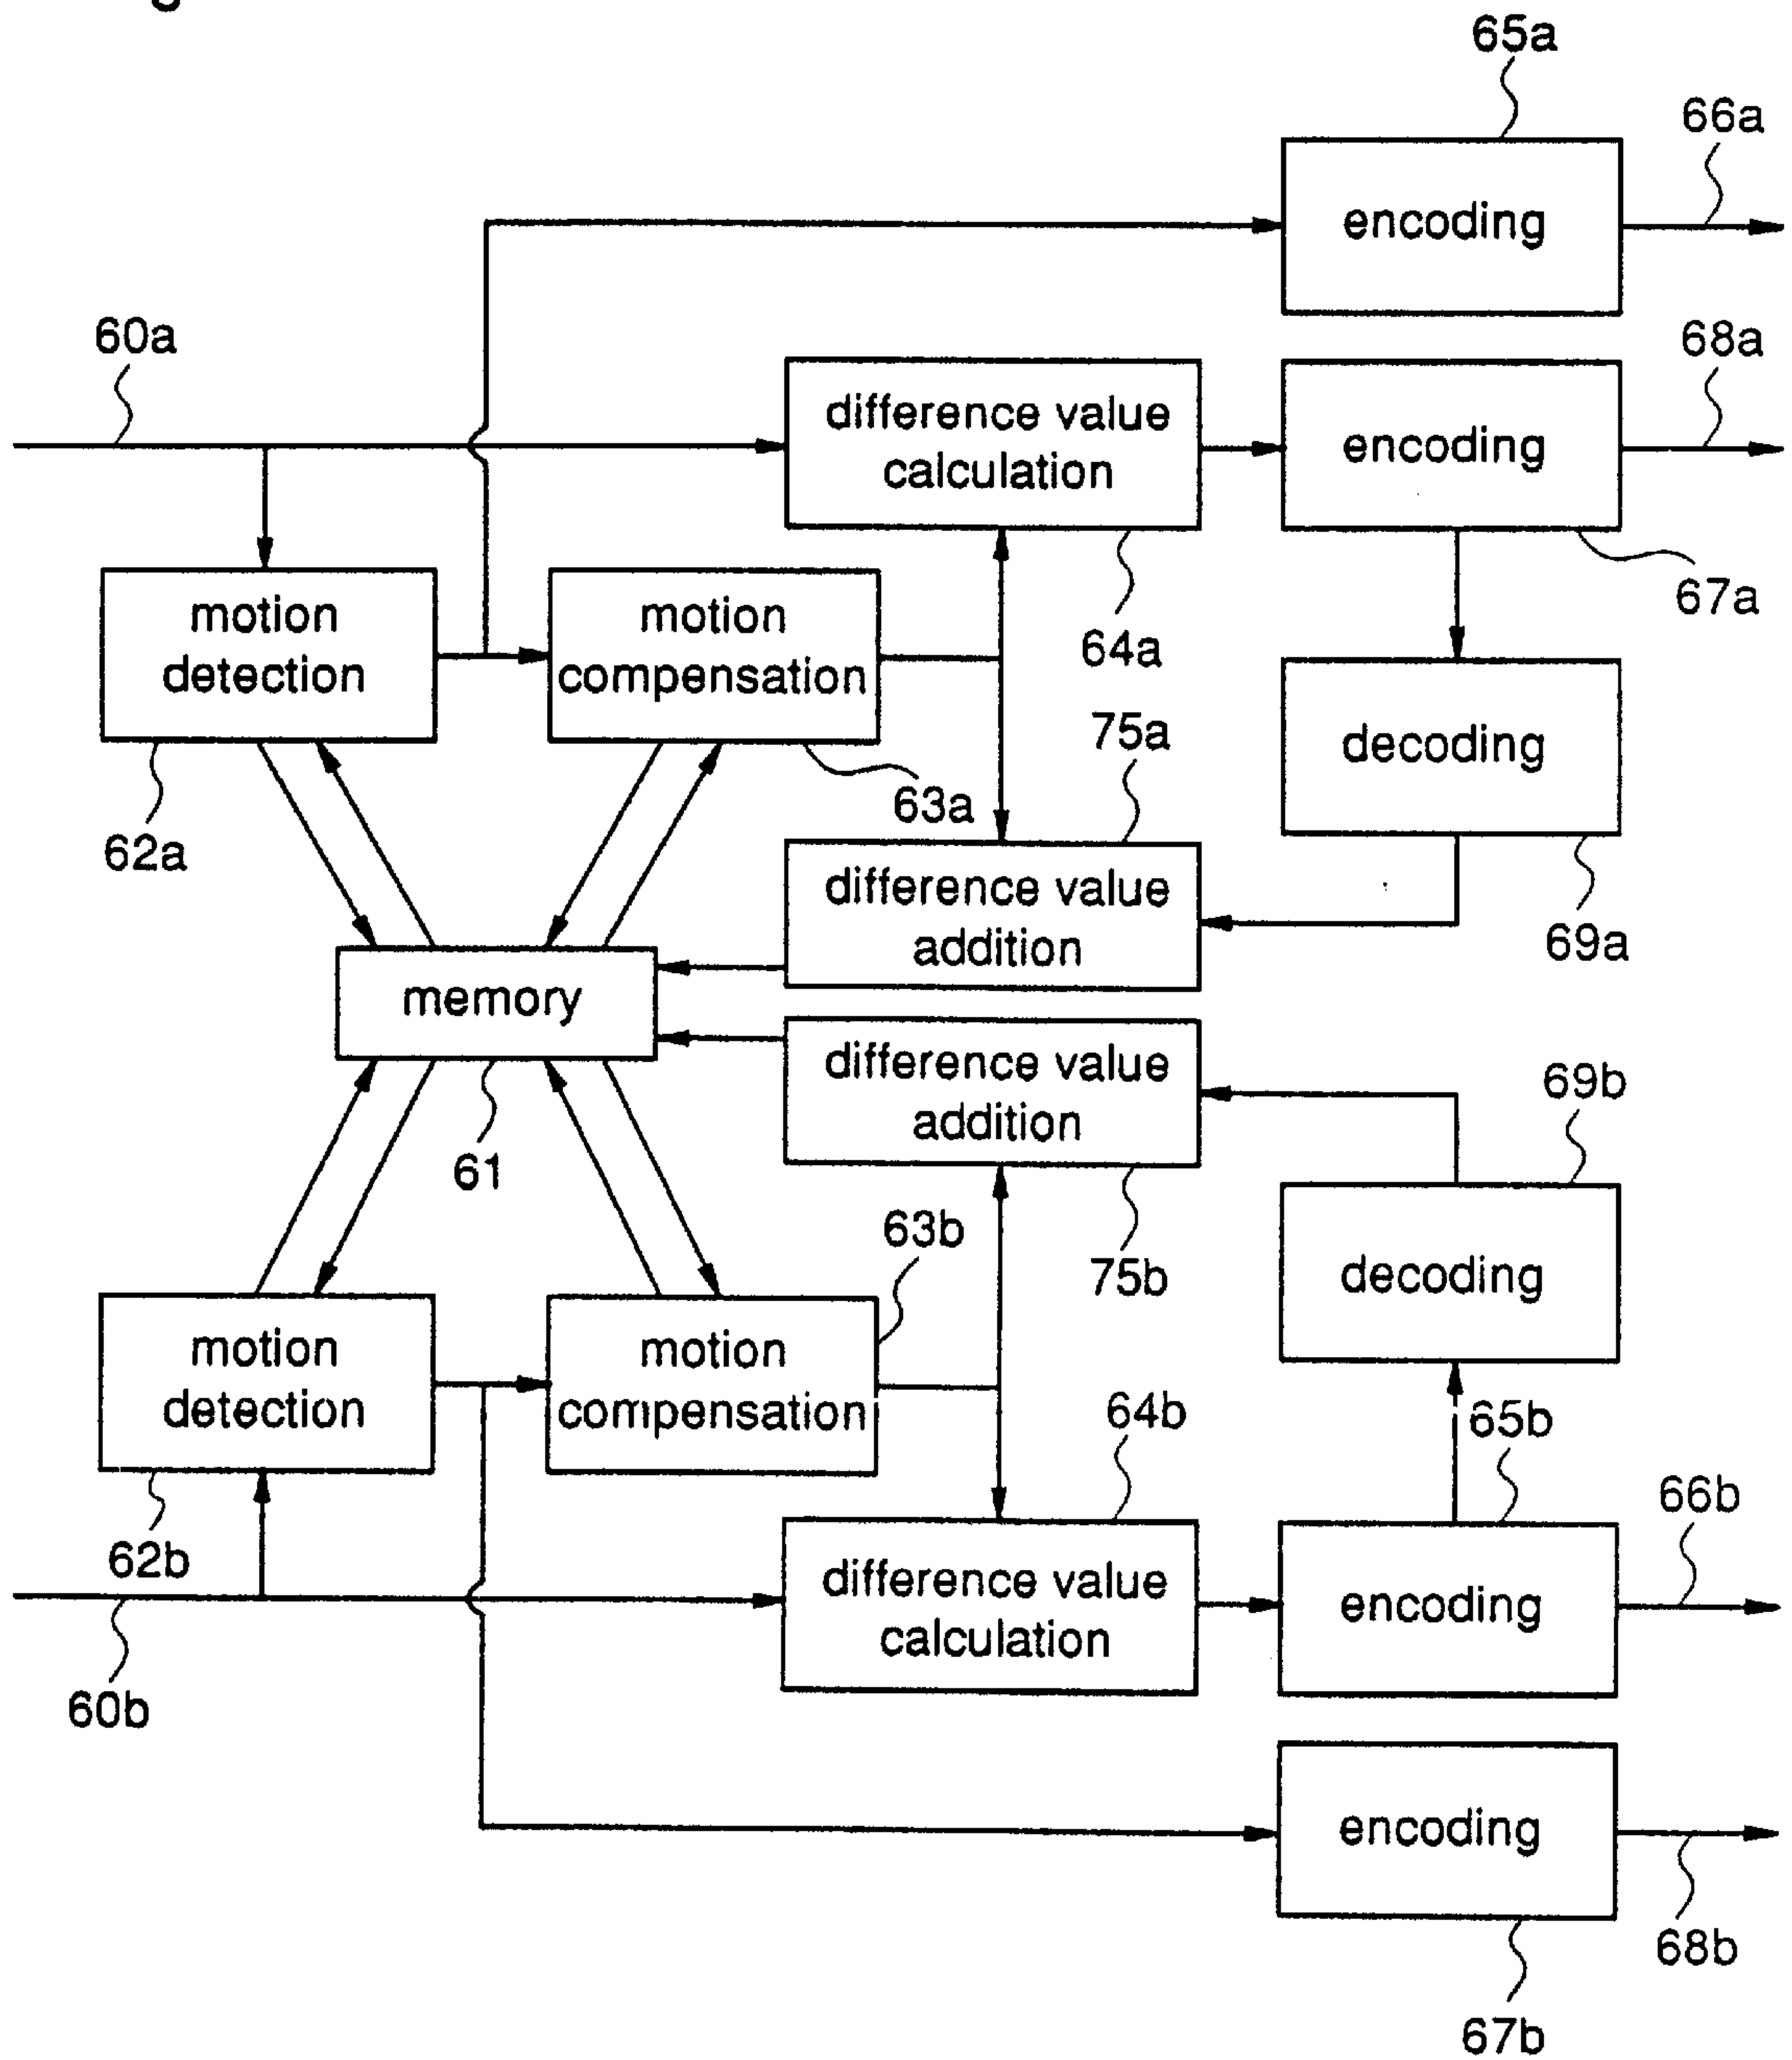 65a
66a
encoding
60a
68a
difference value
calculation
encoding
motion
detection
motion
compensation
67a
64a
75a
decoding
63a
62a
difference value
addition
69a
memory
difference value
addition
69b
61
63b
75b
decoding
motion
detection
motion
compensation
64b
65b
66b
62b
difference value
calculation
encoding
60b
encoding
68b
67b